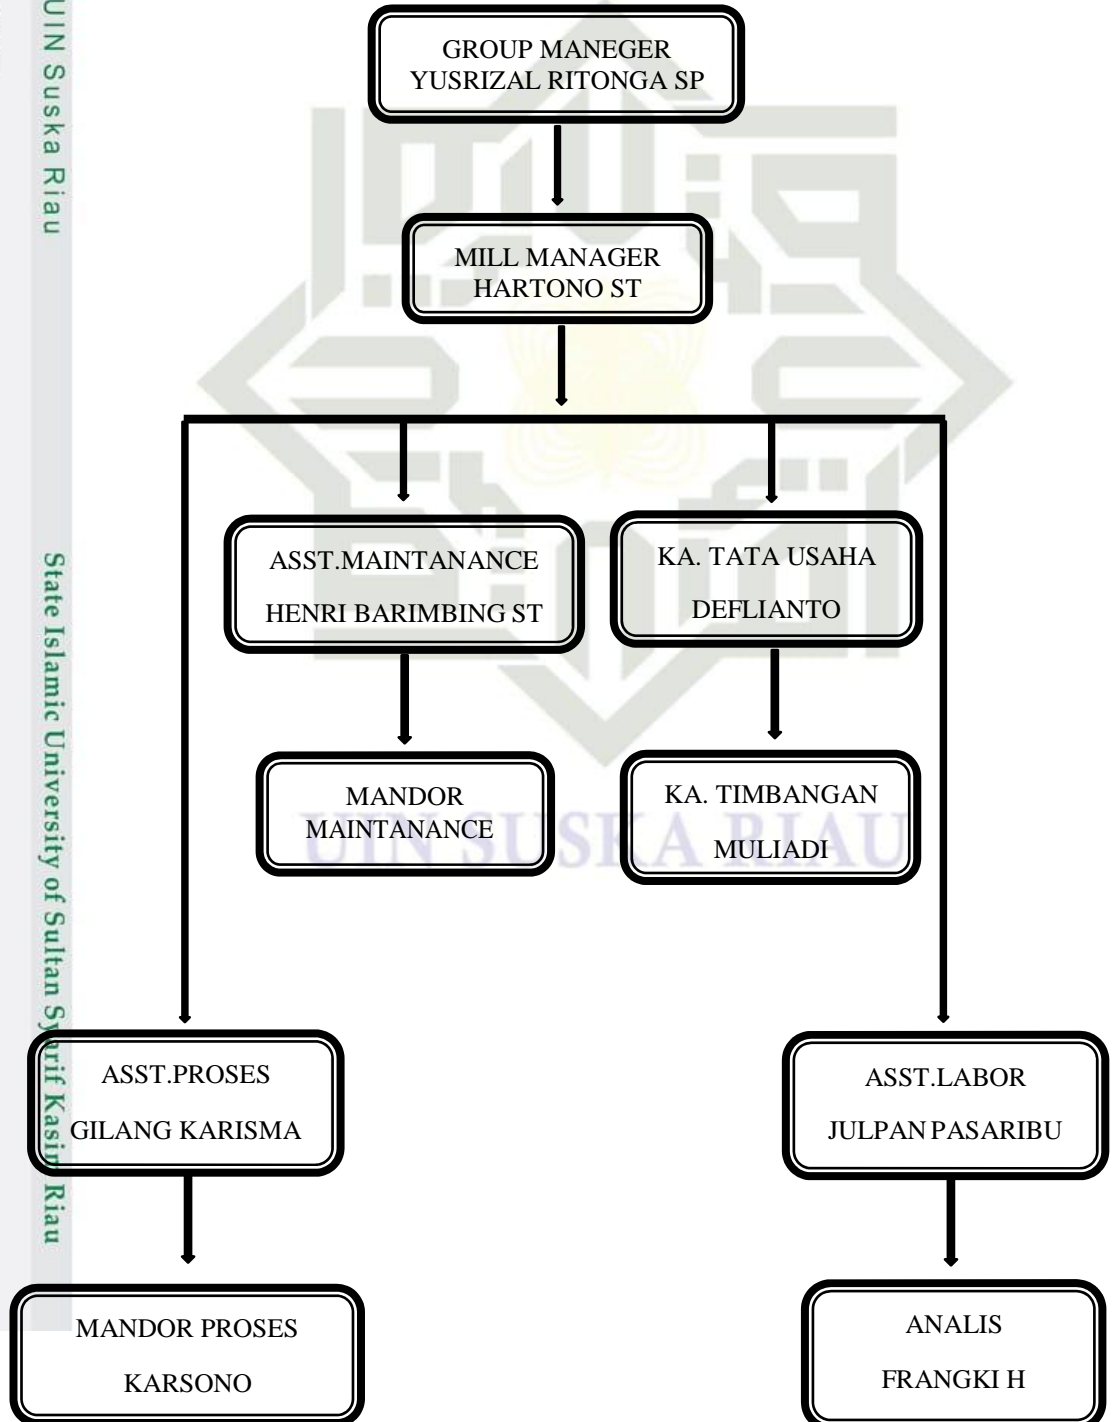 GROUP MANEGER
YUSRIZAL RITONGA SP
MILL MANAGER
HARTONO ST
ASST.MAINTANANCE
HENRI BARIMBING ST
KA. TATA USAHA
DEFLIANTO
MANDOR
MAINTANANCE
KA. TIMBANGAN
MULIADI
ASST.PROSES
GILANG KARISMA
ASST.LABOR
JULPAN PASARIBU
MANDOR PROSES
KARSONO
ANALIS
FRANGKI H
UIN SUSKA RIAU
UIN Suska Riau
State Islamic University of Sultan Syarif Kasim Riau